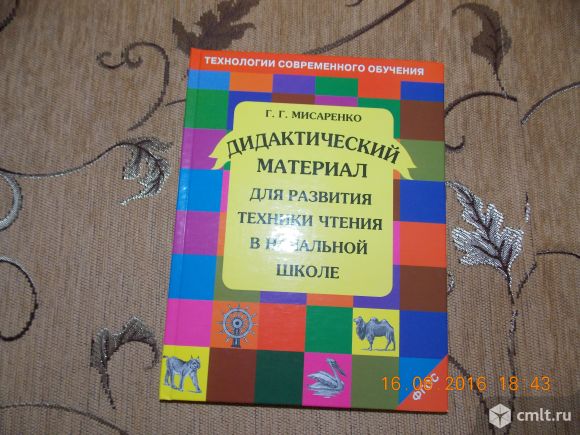 ТЕХНОЛОГИИ СОВРЕМЕННОГО ОБУЧЕНИЯ
Г. Г. МИСАРЕНКО
ДИДАКТИЧЕСКИЙ
МАТЕРИАЛ
ДЛЯ РАЗВИТИЯ
ТЕХНИКИ ЧТЕНИЯ
В НАЧАЛЬНОЙ
ШКОЛЕ
ФГОС
16.08.2016 18:43
cmlt.ru